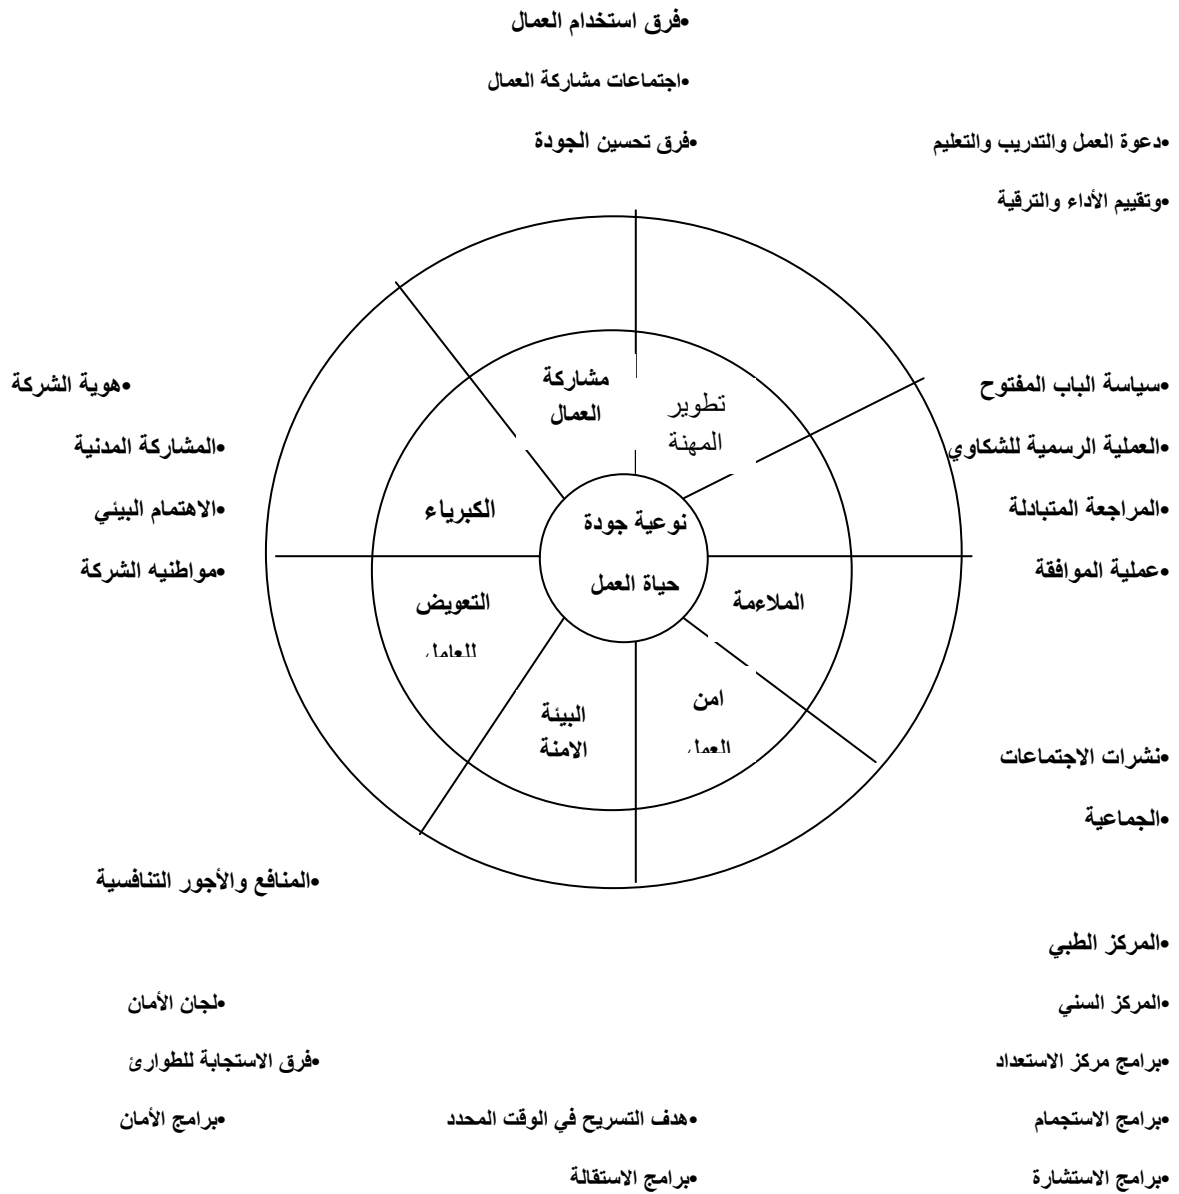 •فرق استخدام العمال
•اجتماعات مشاركة العمال
•فرق تحسين الجودة
•دعوة العمل والتدريب والتعليم
•وتقييم الأداء والترقية
•هوية الشركة
•المشاركة المدنية
•الاهتمام البيئي
•مواطنيه الشركة
•سياسة الباب المفتوح
•العملية الرسمية للشكاوي
•المراجعة المتبادلة
•عملية الموافقة
مشاركة
العمال
تطوير
المهنة
الكبرياء
نوعية جودة
حياة العمل
التعويض
للعامل
الملاءمة
البيئة
الامنة
امن
العمل
•نشرات الاجتماعات
•الجماعية
•المنافع والأجور التنافسية
•المركز الطبي
•المركز السني
•برامج مركز الاستعداد
•برامج الاستجمام
•برامج الاستشارة
•لجان الأمان
•فرق الاستجابة للطوارئ
•برامج الأمان
•هدف التسريح في الوقت المحدد
•برامج الاستقالة